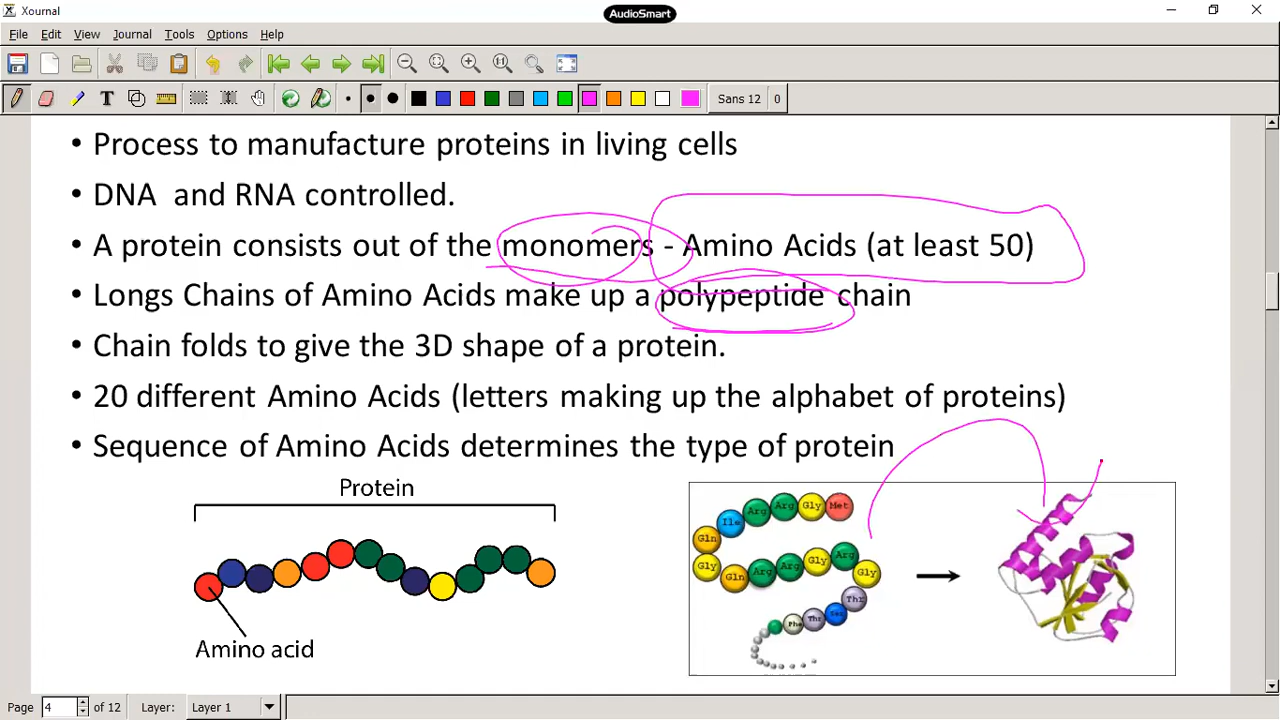 Xournal
AudioSmart
File Edit View Journal Tools Options Help
Sans 12 0
• Process to manufacture proteins in living cells
• DNA and RNA controlled.
• A protein consists out of the monomers - Amino Acids (at least 50)
• Longs Chains of Amino Acids make up a polypeptide chain
• Chain folds to give the 3D shape of a protein.
• 20 different Amino Acids (letters making up the alphabet of proteins)
• Sequence of Amino Acids determines the type of protein
Protein
Amino acid
Ile Arg Arg Gly Met
Gln
Gly Gln Arg Arg Gly Arg Gly
Phe Thr Ser Thr
Page 4 of 12 Layer: Layer 1